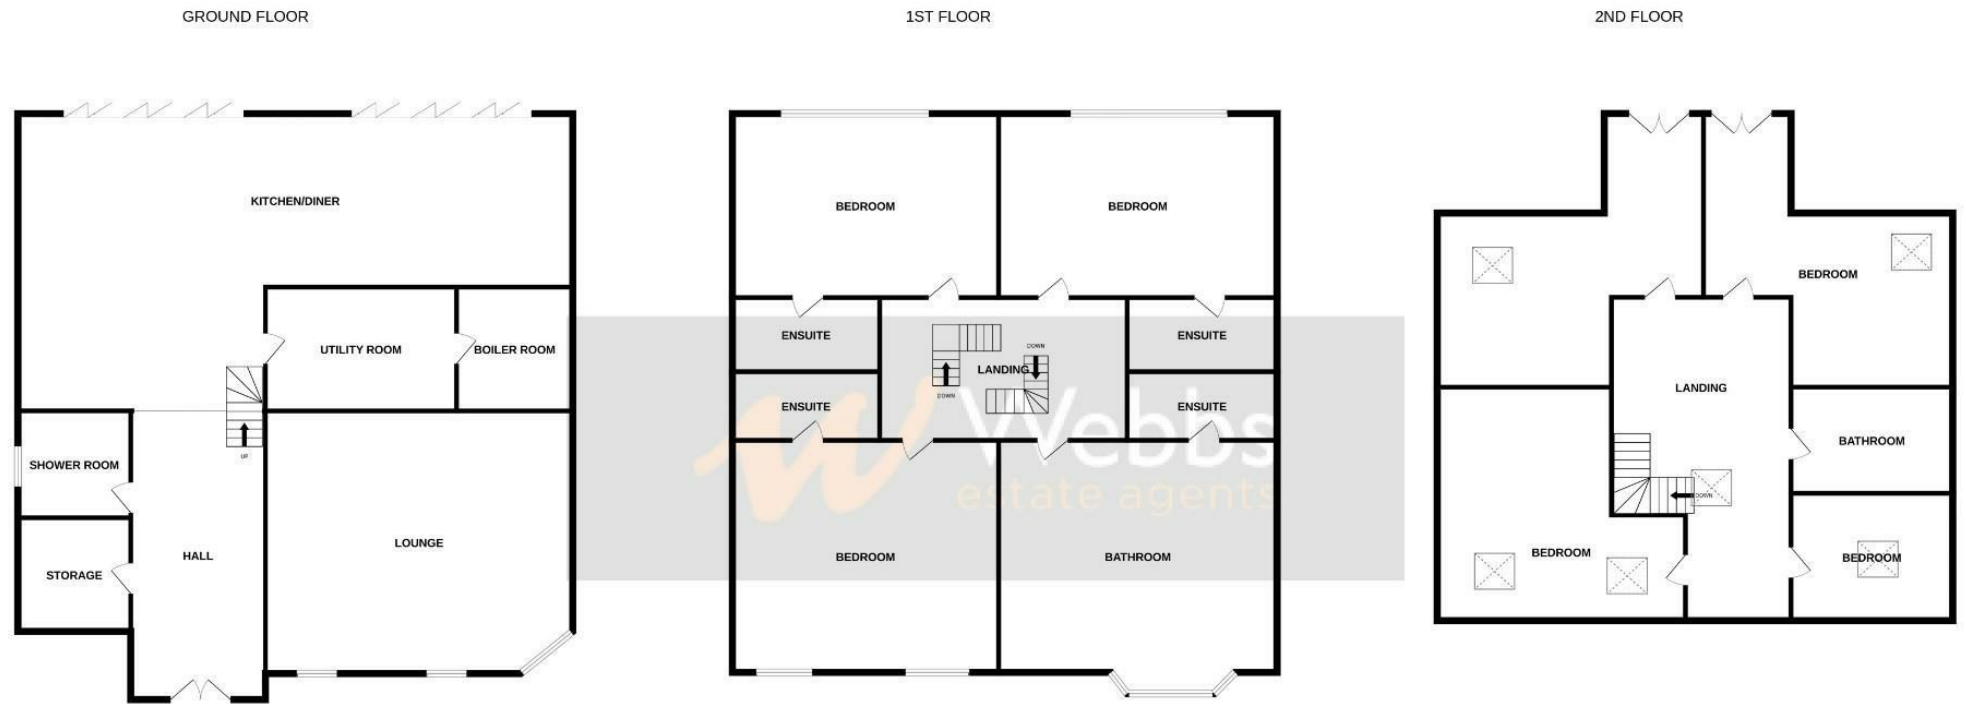 GROUND FLOOR
KITCHEN/DINER
UTILITY ROOM
BOILER ROOM
UP
SHOWER ROOM
STORAGE
HALL
LOUNGE
1ST FLOOR
BEDROOM
BEDROOM
ENSUITE
ENSUITE
DOWN
LANDING
DOWN
ENSUITE
ENSUITE
Webbs
estate agents
BEDROOM
BATHROOM
2ND FLOOR
BEDROOM
LANDING
BATHROOM
DOWN
BEDROOM
BEDROOM